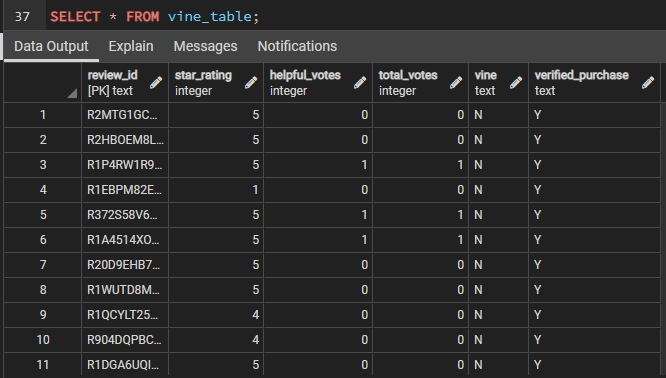 37 SELECT * FROM vine_table;
Data Output Explain Messages Notifications
review_id star_rating helpful_votes total_votes vine verified_purchase
[PK] text integer integer integer text text
1 R2MTG1GC... 5 0 0 N Y
2 R2HBOEM8L... 5 0 0 N Y
3 R1P4RW1R9... 5 1 1 N Y
4 R1EBPM82E... 1 0 0 N Y
5 R372S58V6... 5 1 1 N Y
6 R1A4514XO... 5 1 1 N Y
7 R20D9EHB7... 5 0 0 N Y
8 R1WUTD8M... 5 0 0 N Y
9 R1QCYLT25... 4 0 0 N Y
10 R904DQPBC... 4 0 0 N Y
11 R1DGA6UQI... 5 0 0 N Y